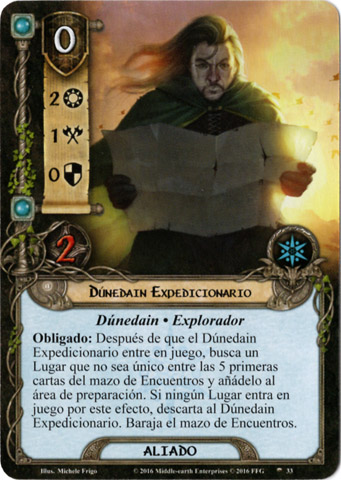 0
2
1
0
2
Dúnedain Expedicionario
Dúnedain • Explorador
Obligado: Después de que el Dúnedain
Expedicionario entre en juego, busca un
Lugar que no sea único entre las 5 primeras
cartas del mazo de Encuentros y añádelo al
área de preparación. Si ningún Lugar entra en
juego por este efecto, descarta al Dúnedain
Expedicionario. Baraja el mazo de Encuentros.
ALIADO
Illus. Michele Frigo © 2016 Middle-earth Enterprises © 2016 FFG 33